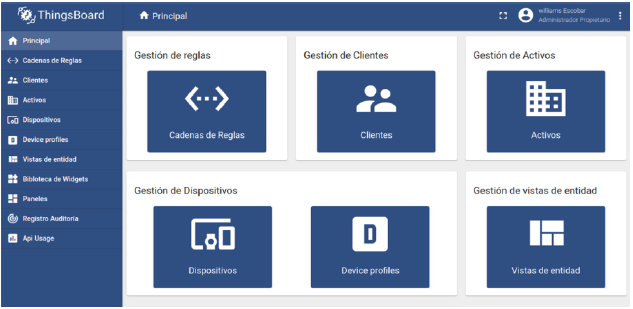 ThingsBoard
Principal
williams Escobar
Administrador Propietario
Principal
Cadenas de Reglas
Clientes
Activos
Dispositivos
Device profiles
Vistas de entidad
Bibloteca de Widgets
Paneles
Registro Auditoria
Api Usage
Gestión de reglas
Cadenas de Reglas
Gestión de Clientes
Clientes
Gestión de Activos
Activos
Gestión de Dispositivos
Dispositivos
D
Device profiles
Gestión de vistas de entidad
Vistas de entidad